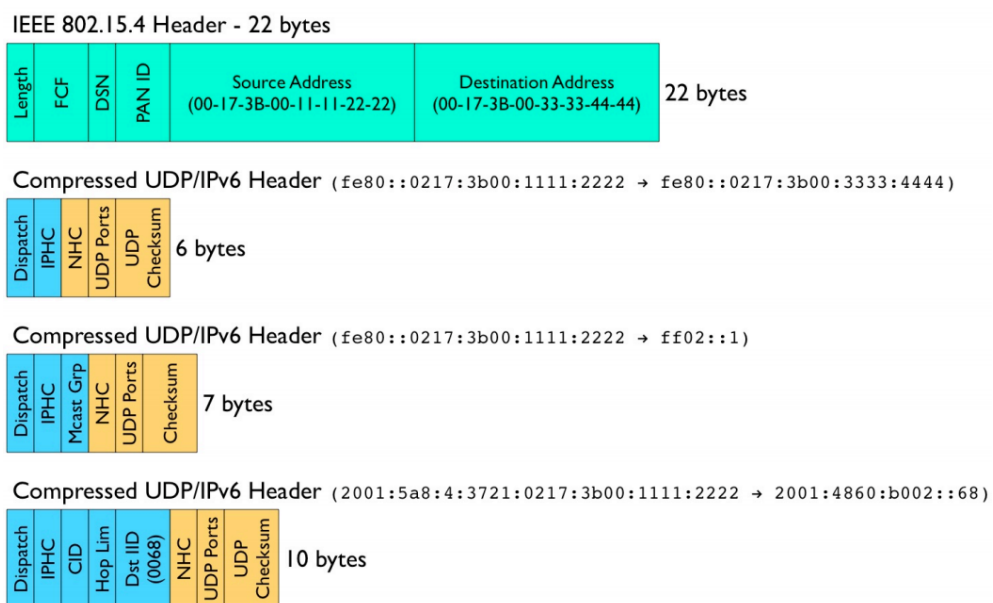 IEEE 802.15.4 Header - 22 bytes
Length
FCF
DSN
PAN ID
Source Address
(00-17-3B-00-11-11-22-22)
Destination Address
(00-17-3B-00-33-33-44-44)
22 bytes
Compressed UDP/IPv6 Header (fe80::0217:3b00:1111:2222 → fe80::0217:3b00:3333:4444)
Dispatch
IPHC
NHC
UDP Ports
UDP
Checksum
6 bytes
Compressed UDP/IPv6 Header (fe80::0217:3b00:1111:2222 → ff02::1)
Dispatch
IPHC
Mcast Grp
NHC
UDP Ports
Checksum
7 bytes
Compressed UDP/IPv6 Header (2001:5a8:4:3721:0217:3b00:1111:2222 → 2001:4860:b002::68)
Dispatch
IPHC
CID
Hop Lim
Dst IID
(0068)
NHC
UDP Ports
UDP
Checksum
10 bytes